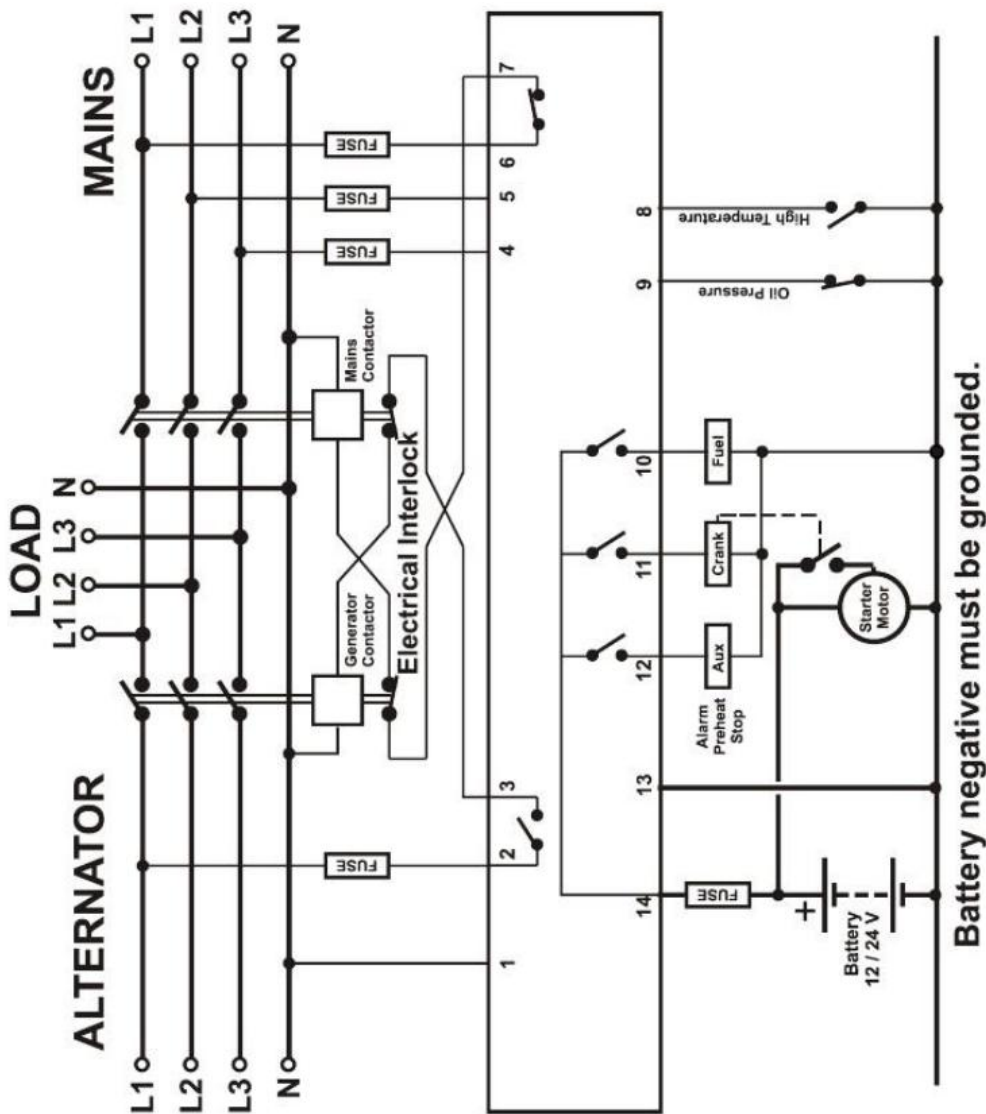 ALTERNATOR
LOAD
MAINS
L1
L2
L3
N
L1
L2
L3
N
L1
L2
L3
N
Generator
Contactor
Mains
Contactor
Electrical Interlock
FUSE
FUSE
FUSE
FUSE
1
2
3
4
5
6
7
14
13
12
11
10
9
8
FUSE
Alarm
Preheat
Stop
Aux
Crank
Fuel
Oil Pressure
High Temperature
+
Battery
12 / 24 V
Starter
Motor
Battery negative must be grounded.